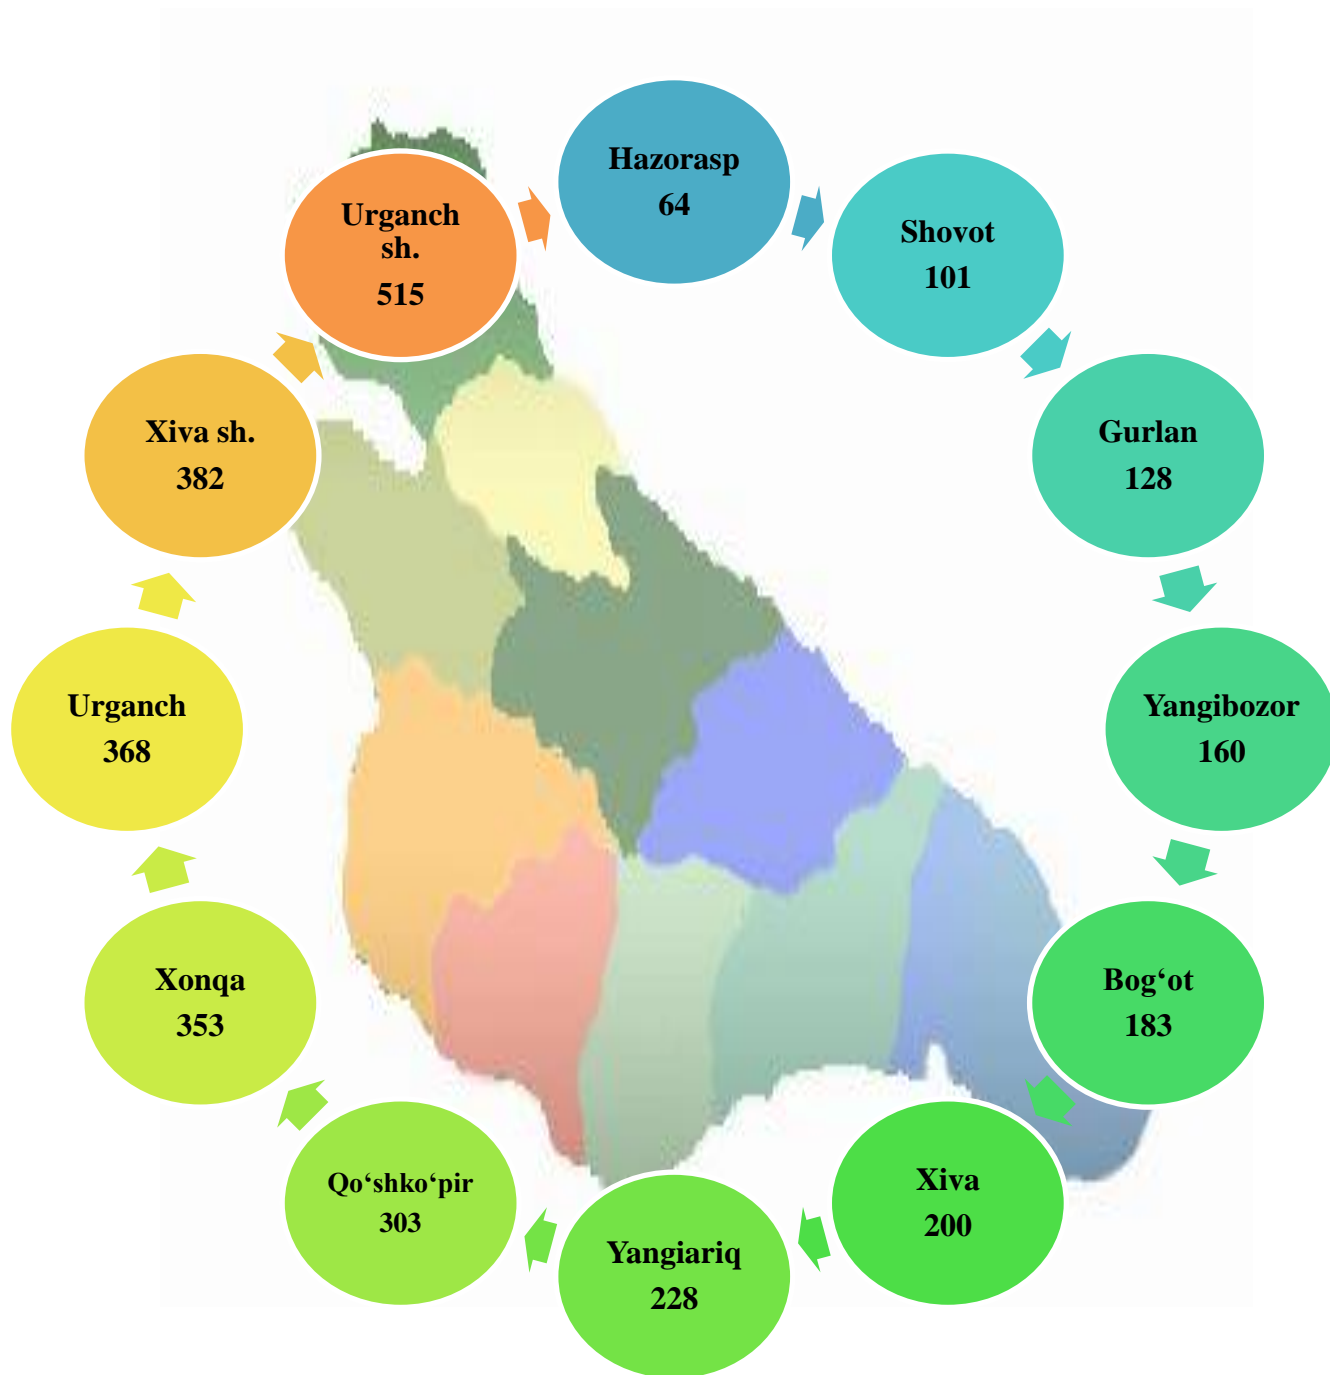 Hazorasp
64
Shovot
101
Gurlan
128
Yangibozor
160
Bog‘ot
183
Xiva
200
Yangiariq
228
Qo‘shko‘pir
303
Xonqa
353
Urganch
368
Xiva sh.
382
Urganch
sh.
515